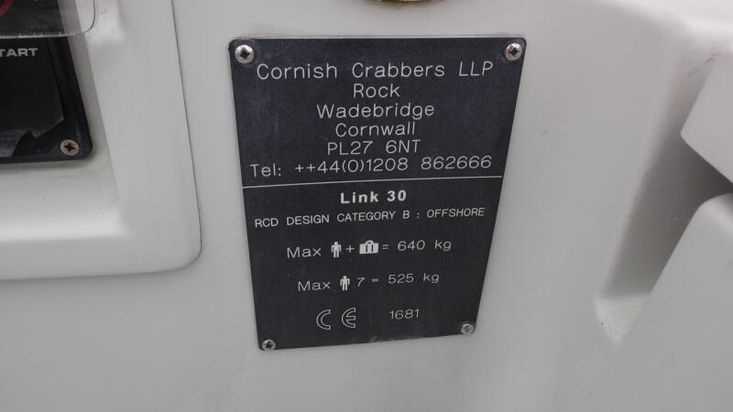 START
Cornish Crabbers LLP
Rock
Wadebridge
Cornwall
PL27 6NT
Tel: ++44(0)1208 862666
Link 30
RCD DESIGN CATEGORY B : OFFSHORE
Max + = 640 kg
Max 7 = 525 kg
CE 1681